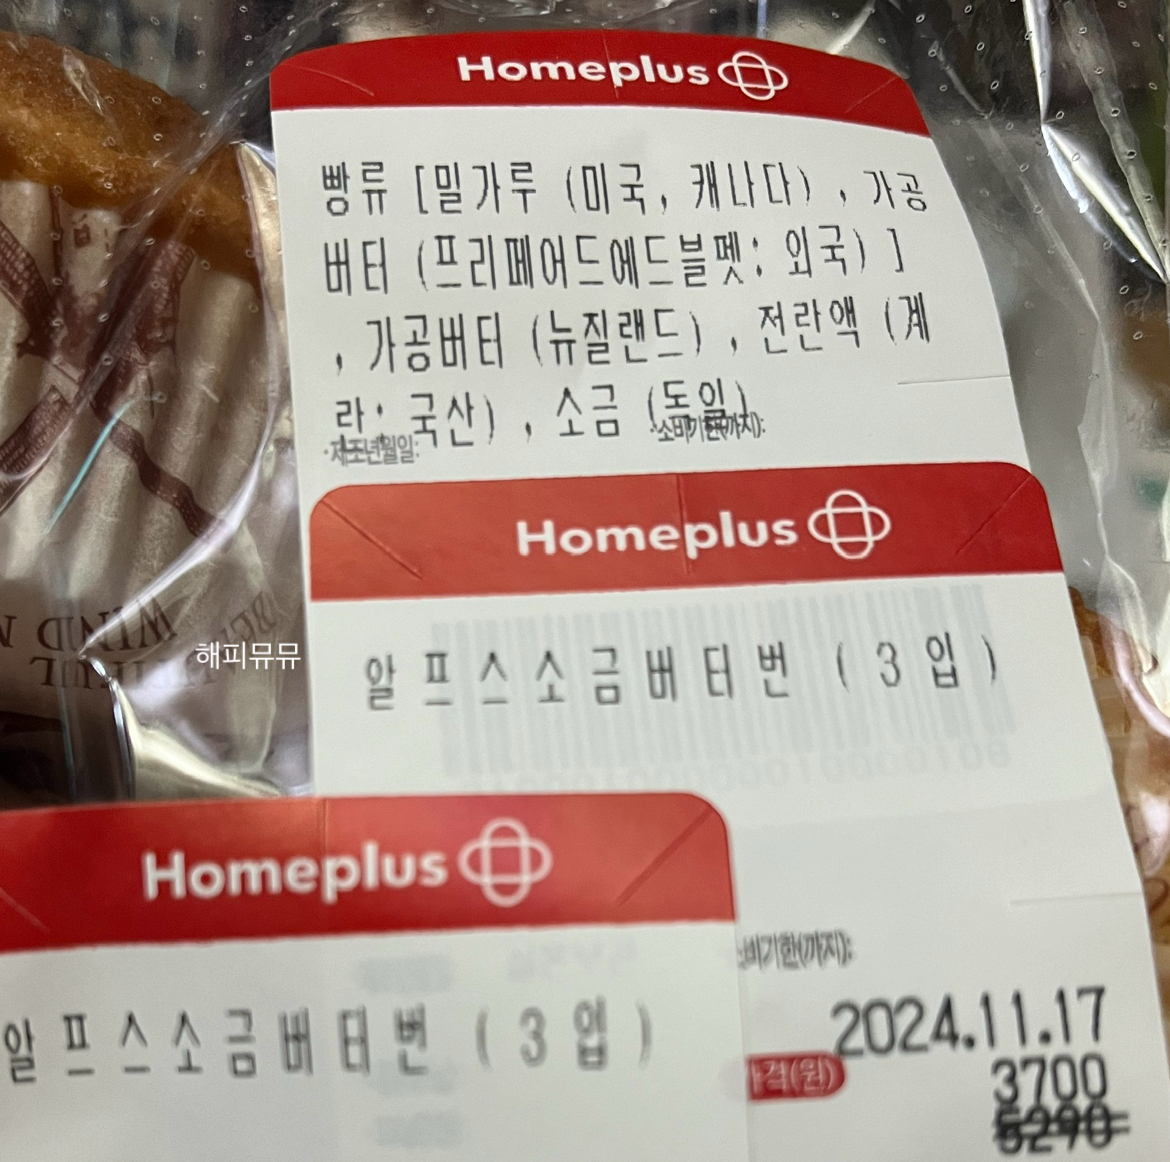 Homeplus
빵류 [밀가루 (미국, 캐나다) , 가공
버터 (프리페어드에드블펫: 외국) ]
, 가공버터 (뉴질랜드) , 전란액 (계
란: 국산) , 소금 (독일)
·제조년월일: ·소비기한(까지):
Homeplus
알프스소금버터번 (3입)
해피뮤뮤
WIND
Homeplus
알프스소금버터번 (3입)
소비기한(까지):
2024.11.17
가격(원) 3700
5290